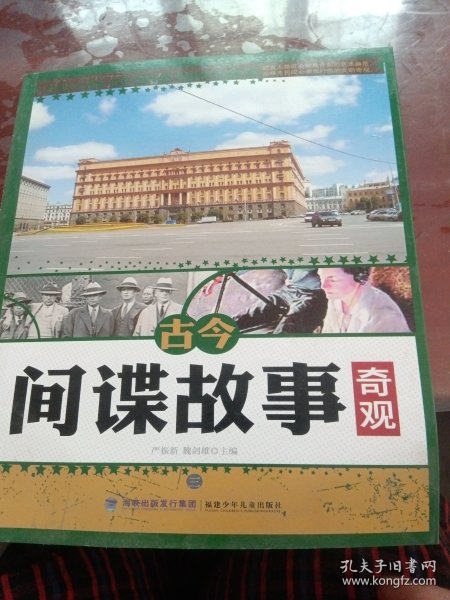 古今
间谍故事
奇观
严振新 魏剑雄◎主编
海峡出版发行集团 福建少年儿童出版社
孔夫子旧书网
www.kongfz.com